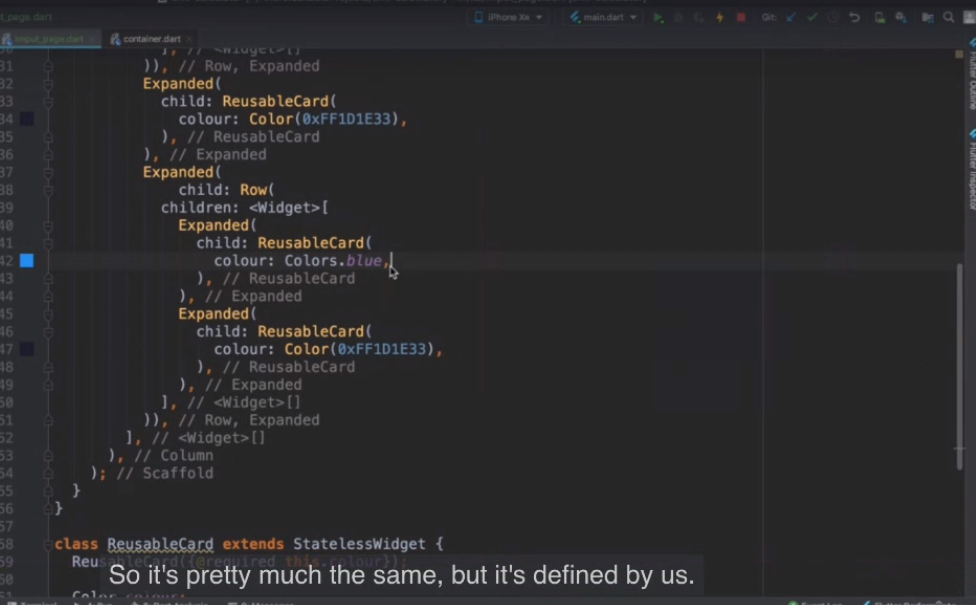 input_page.dart
iPhone Xʀ
main.dart
Git:
input_page.dart
container.dart
], // <Widget>[]
31 )), // Row, Expanded
32 Expanded(
33 child: ReusableCard(
34 colour: Color(0xFF1D1E33),
35 ), // ReusableCard
36 ), // Expanded
37 Expanded(
38 child: Row(
39 children: <Widget>[
40 Expanded(
41 child: ReusableCard(
42 colour: Colors.blue,
43 ), // ReusableCard
44 ), // Expanded
45 Expanded(
46 child: ReusableCard(
47 colour: Color(0xFF1D1E33),
48 ), // ReusableCard
49 ), // Expanded
50 ], // <Widget>[]
51 )), // Row, Expanded
52 ], // <Widget>[]
53 ), // Column
54 ); // Scaffold
55 }
56 }
57
58 class ReusableCard extends StatelessWidget {
59 ReusableCard({@required this.colour});
60
Color colour;
So it's pretty much the same, but it's defined by us.
Flutter Outline
Flutter Inspector